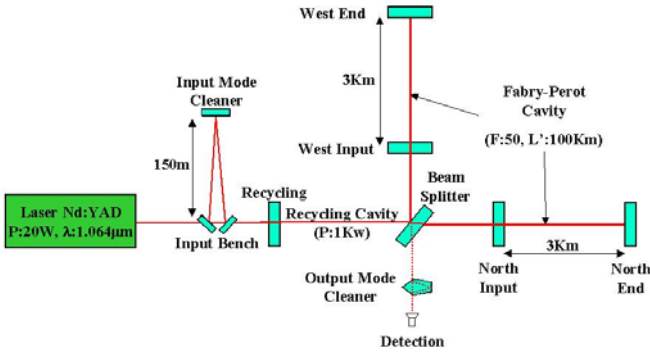 West End
3Km
Input Mode
Cleaner
Fabry-Perot
Cavity
(F:50, L':100Km)
150m
West Input
Beam
Splitter
Recycling
Laser Nd:YAD
P:20W, λ:1.064μm
Input Bench
Recycling Cavity
(P:1Kw)
3Km
North
Input
North
End
Output Mode
Cleaner
Detection